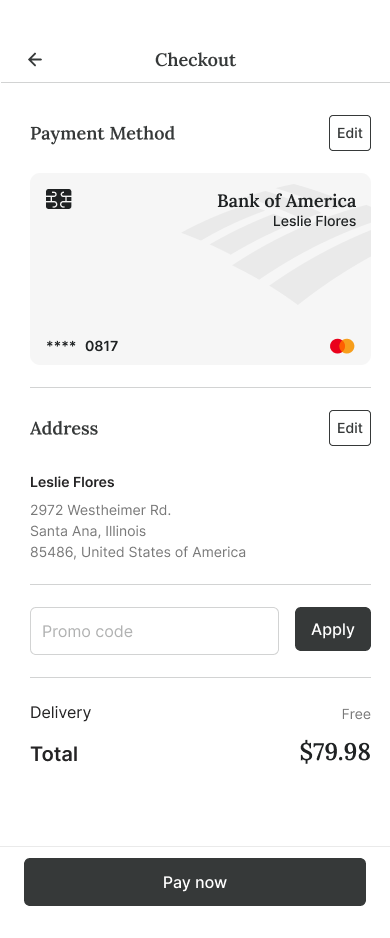 Checkout
Payment Method
Edit
Bank of America
Leslie Flores
**** 0817
Address
Edit
Leslie Flores
2972 Westheimer Rd.
Santa Ana, Illinois
85486, United States of America
Promo code
Apply
Delivery
Free
Total
$79.98
Pay now